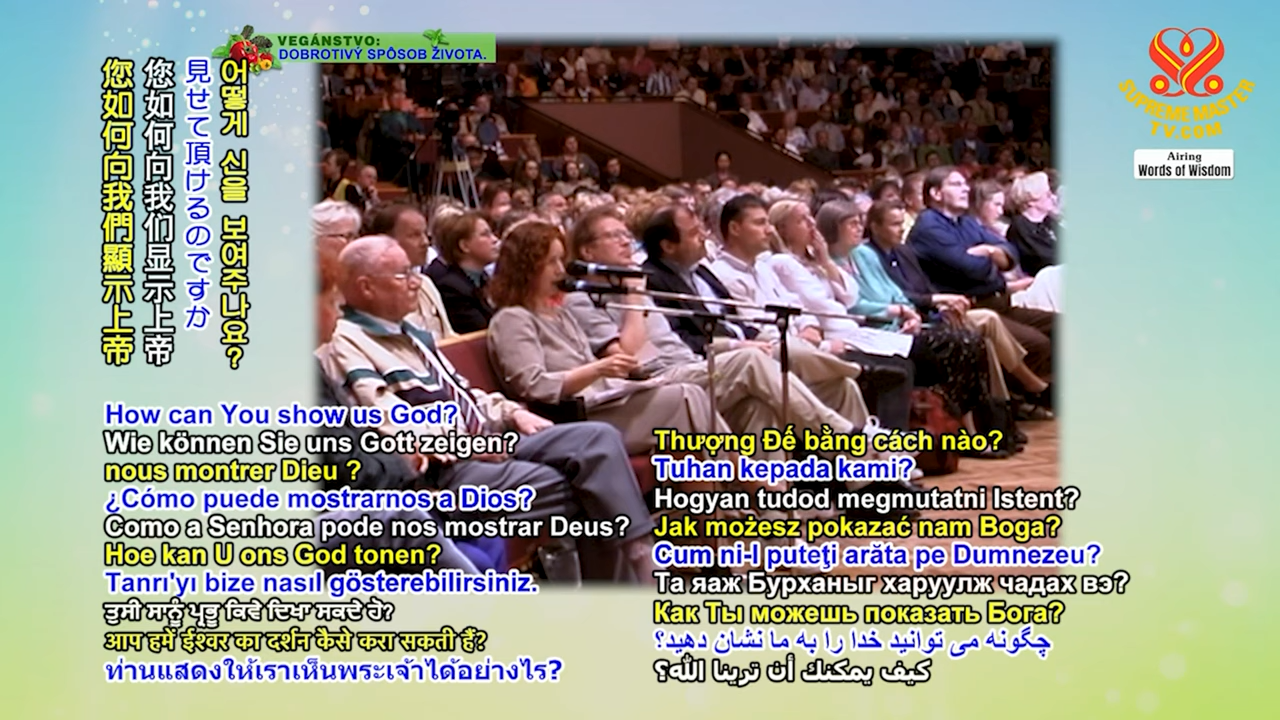 VEGÁNSTVO:
DOBROTIVÝ SPÔSOB ŽIVOTA.
SUPREME MASTER
TV.COM
Airing
Words of Wisdom
어떻게 신을 보여주나요?
見せて頂けるのですか
您如何向我们显示上帝
您如何向我們顯示上帝
How can You show us God?
Wie können Sie uns Gott zeigen?
nous montrer Dieu ?
¿Cómo puede mostrarnos a Dios?
Como a Senhora pode nos mostrar Deus?
Hoe kan U ons God tonen?
Tanrı'yı bize nasıl gösterebilirsiniz.
ਤੁਸੀ ਸਾਨੂੰ ਪ੍ਰਭੂ ਕਿਵੇ ਦਿਖਾ ਸਕਦੇ ਹੋ?
आप हमें ईश्वर का दर्शन कैसे करा सकती हैं?
ท่านแสดงให้เราเห็นพระเจ้าได้อย่างไร?
Thượng Đế bằng cách nào?
Tuhan kepada kami?
Hogyan tudod megmutatni Istent?
Jak możesz pokazać nam Boga?
Cum ni-l puteţi arăta pe Dumnezeu?
Та яаж Бурханыг харуулж чадах вэ?
Как Ты можешь показать Бога?
چگونه می توانید خدا را به ما نشان دهید؟
كيف يمكنك أن ترينا الله؟